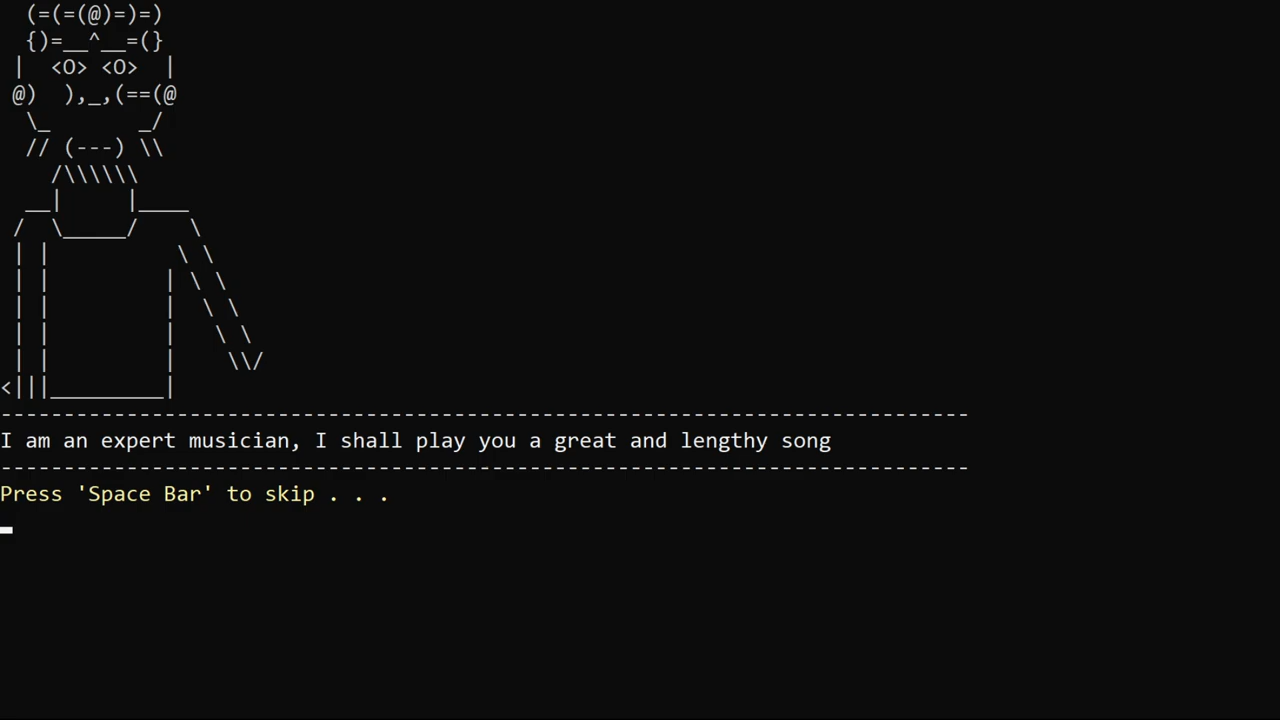 I am an expert musician, I shall play you a great and lengthy song
Press 'Space Bar' to skip . . .